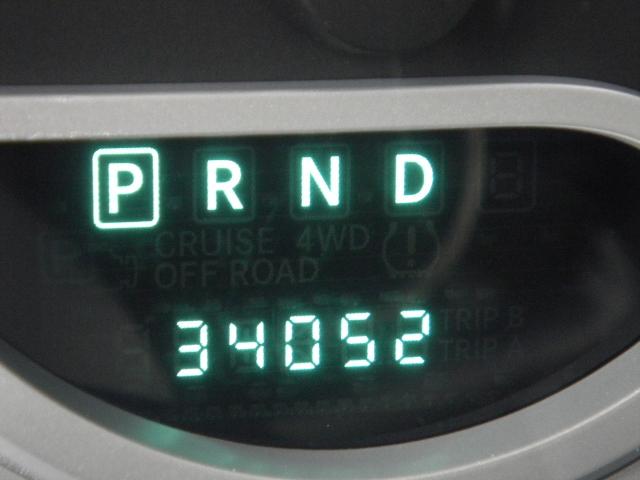 P R N D
CRUISE 4WD
OFF ROAD
TRIP B
34052
TRIP A